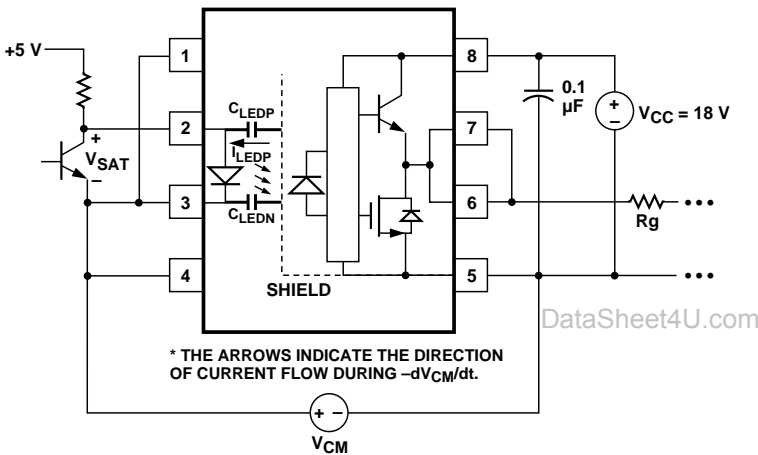 +5 V
1
2
3
4
+
V_SAT
–
C_LEDP
I_LEDP
C_LEDN
SHIELD
8
7
6
5
0.1
µF
+
–
V_CC = 18 V
Rg
•••
•••
DataSheet4U.com
* THE ARROWS INDICATE THE DIRECTION
OF CURRENT FLOW DURING –dV_CM/dt.
+ –
V_CM